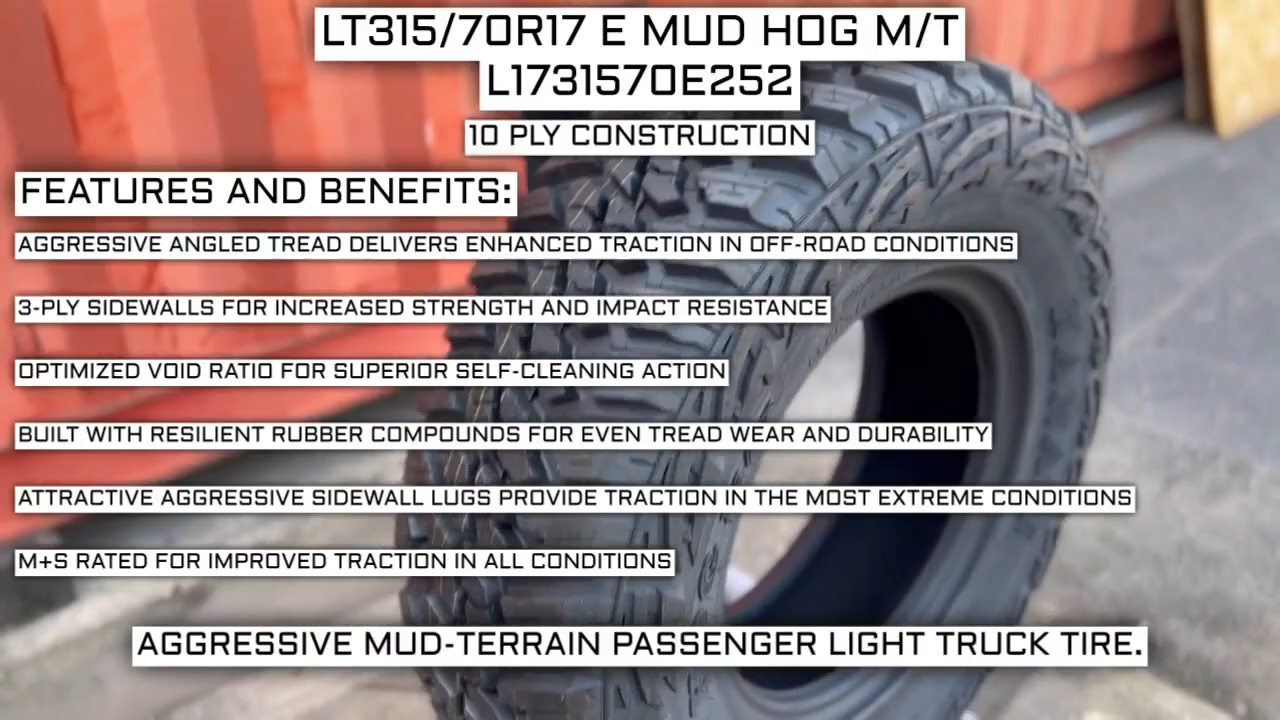 LT315/70R17 E MUD HOG M/T
L1731570E252
10 PLY CONSTRUCTION
FEATURES AND BENEFITS:
AGGRESSIVE ANGLED TREAD DELIVERS ENHANCED TRACTION IN OFF-ROAD CONDITIONS
3-PLY SIDEWALLS FOR INCREASED STRENGTH AND IMPACT RESISTANCE
OPTIMIZED VOID RATIO FOR SUPERIOR SELF-CLEANING ACTION
BUILT WITH RESILIENT RUBBER COMPOUNDS FOR EVEN TREAD WEAR AND DURABILITY
ATTRACTIVE AGGRESSIVE SIDEWALL LUGS PROVIDE TRACTION IN THE MOST EXTREME CONDITIONS
M+S RATED FOR IMPROVED TRACTION IN ALL CONDITIONS
AGGRESSIVE MUD-TERRAIN PASSENGER LIGHT TRUCK TIRE.